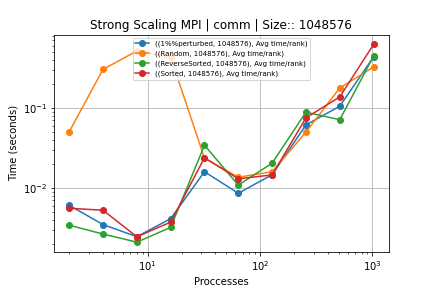 Strong Scaling MPI | comm | Size:: 1048576
((1%%perturbed, 1048576), Avg time/rank)
((Random, 1048576), Avg time/rank)
((ReverseSorted, 1048576), Avg time/rank)
((Sorted, 1048576), Avg time/rank)
Time (seconds)
10⁻¹
10⁻²
10¹ 10² 10³
Proccesses